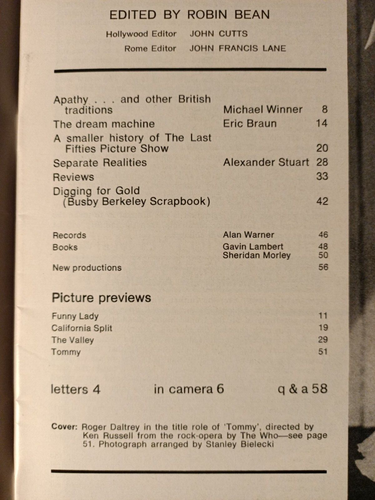 EDITED BY ROBIN BEAN
Hollywood Editor JOHN CUTTS
Rome Editor JOHN FRANCIS LANE
Apathy . . . and other British
traditions Michael Winner 8
The dream machine Eric Braun 14
A smaller history of The Last
Fifties Picture Show 20
Separate Realities Alexander Stuart 28
Reviews 33
Digging for Gold
(Busby Berkeley Scrapbook) 42
Records Alan Warner 46
Books Gavin Lambert 48
Sheridan Morley 50
New productions 56
Picture previews
Funny Lady 11
California Split 19
The Valley 29
Tommy 51
letters 4 in camera 6 q & a 58
Cover: Roger Daltrey in the title role of 'Tommy', directed by
Ken Russell from the rock-opera by The Who—see page
51. Photograph arranged by Stanley Bielecki